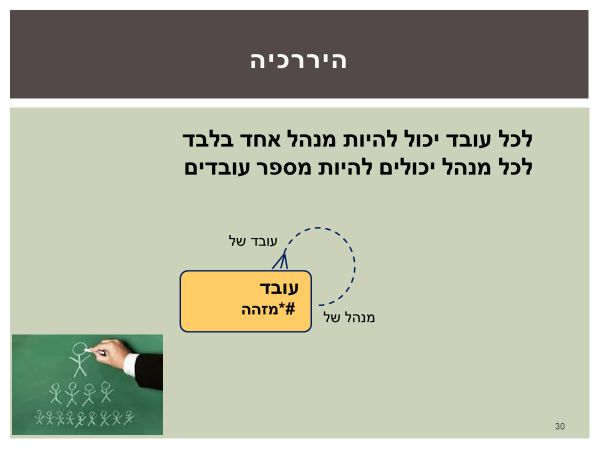 היררכיה
לכל עובד יכול להיות מנהל אחד בלבד
לכל מנהל יכולים להיות מספר עובדים
עובד של
עובד
#*מזהה
מנהל של
30